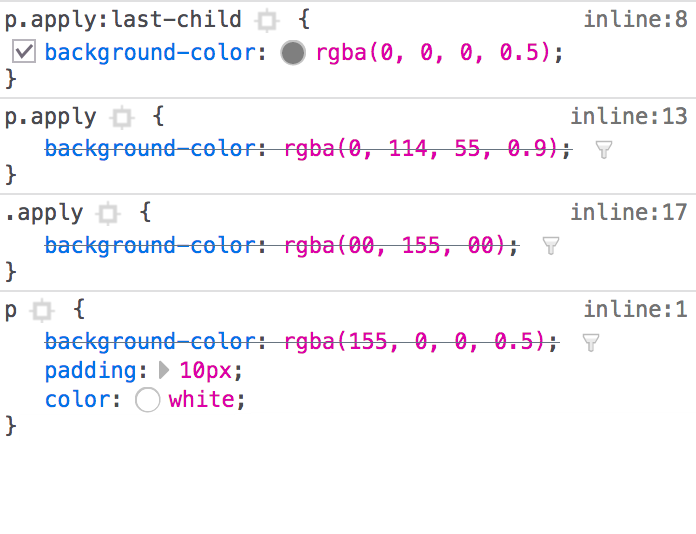 p.apply:last-child { inline:8
background-color: rgba(0, 0, 0, 0.5);
}
p.apply { inline:13
background-color: rgba(0, 114, 55, 0.9);
}
.apply { inline:17
background-color: rgba(00, 155, 00);
}
p { inline:1
background-color: rgba(155, 0, 0, 0.5);
padding: 10px;
color: white;
}